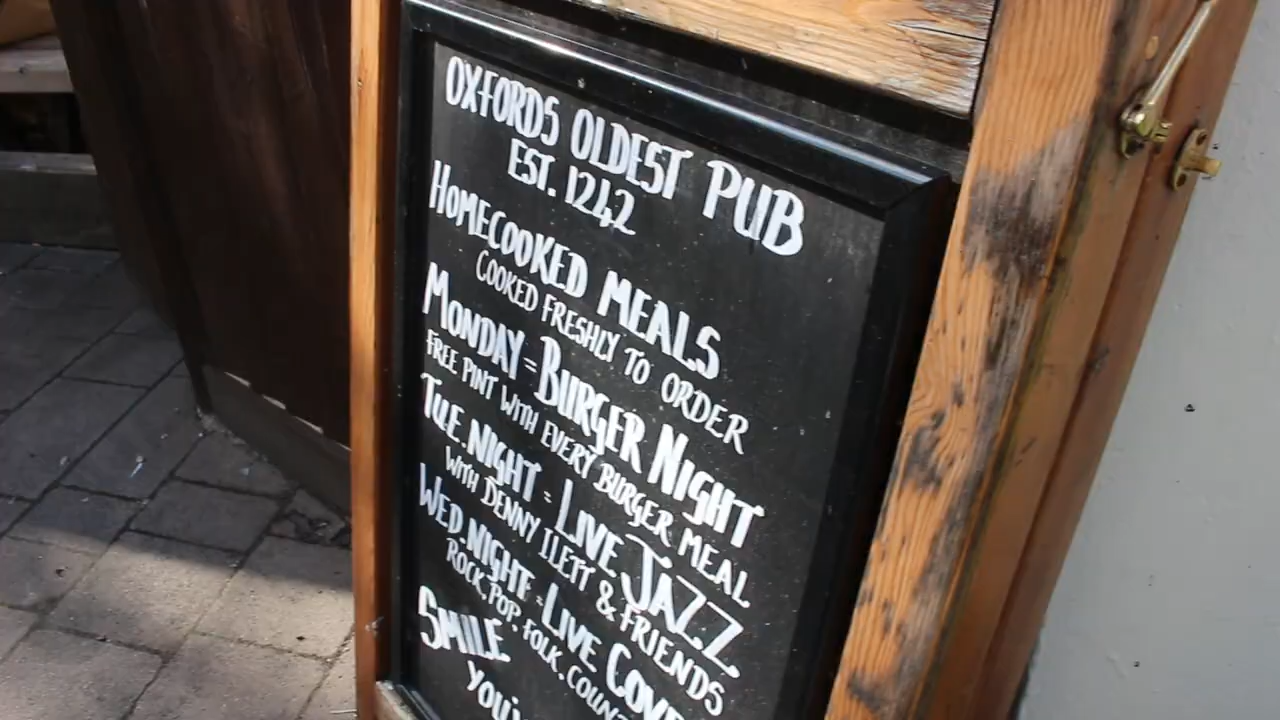 OXFORDS OLDEST PUB
EST. 1242
HOMECOOKED MEALS
COOKED FRESHLY TO ORDER
MONDAY = BURGER NIGHT
FREE PINT WITH EVERY BURGER MEAL
TUE. NIGHT = LIVE JAZZ
WITH DENNY ILETT & FRIENDS
WED. NIGHT = LIVE
ROCK, POP, FOLK,
SMILE